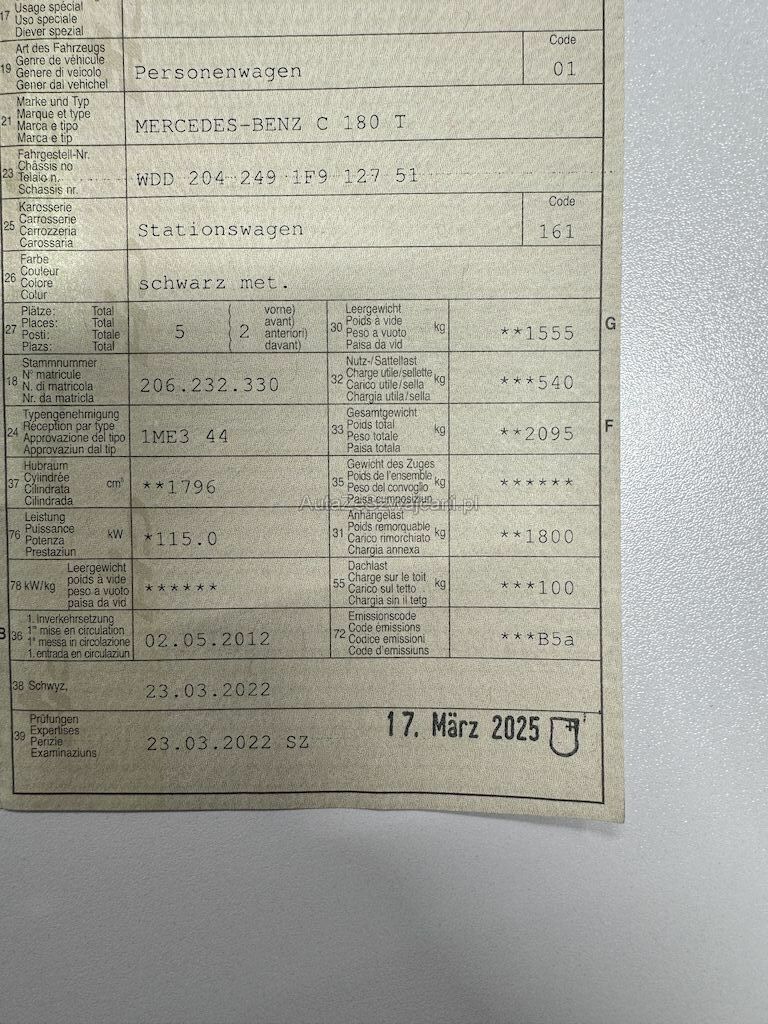 17
Usage spécial
Uso speciale
Diever spezial
19
Art des Fahrzeugs
Genre de véhicule
Genere di veicolo
Gener dal vehichel
Personenwagen
Code
01
21
Marke und Typ
Marque et type
Marca e tipo
Marca e tip
MERCEDES-BENZ C 180 T
23
Fahrgestell-Nr.
Châssis no
Telaio n.
Schassis nr.
WDD 204 249 1F9 127 51
25
Karosserie
Carrosserie
Carrozzeria
Carossaria
Stationswagen
Code
161
26
Farbe
Couleur
Colore
Colur
schwarz met.
27
Plätze: Total
Places: Total
Posti: Totale
Plazs: Total
5
( vorne)
( avant)
2 anteriori)
( davant)
30
Leergewicht
Poids à vide
Peso a vuoto
Paisa da vid
kg
**1555
G
18
Stammnummer
N° matricule
N. di matricola
Nr. da matricla
206.232.330
32
Nutz-/Sattellast
Charge utile/sellette
Carico utile/sella
Chargia utila/sella
kg
***540
24
Typengenehmigung
Réception par type
Approvazione del tipo
Approvaziun dal tip
1ME3 44
33
Gesamtgewicht
Poids total
Peso totale
Paisa totala
kg
**2095
F
37
Hubraum
Cylindrée
Cilindrata
Cilindrada
cm³
**1796
35
Gewicht des Zuges
Poids de l'ensemble
Peso del convoglio
Paisa cumposiziun
kg
******
AutaZeSzwajcarii.pl
76
Leistung
Puissance
Potenza
Prestaziun
kW
*115.0
31
Anhängelast
Poids remorquable
Carico rimorchiato
Chargia annexa
kg
**1800
78 kW/kg
Leergewicht
poids à vide
peso a vuoto
paisa da vid
******
55
Dachlast
Charge sur le toit
Carico sul tetto
Chargia sin il tetg
kg
***100
B 36
1. Inverkehrsetzung
1re mise en circulation
1a messa in circolazione
1. entrada en circulaziun
02.05.2012
72
Emissionscode
Code émissions
Codice emissioni
Code d'emissiuns
***B5a
38 Schwyz,
23.03.2022
39
Prüfungen
Expertises
Perizie
Examinaziuns
23.03.2022 SZ
17. März 2025